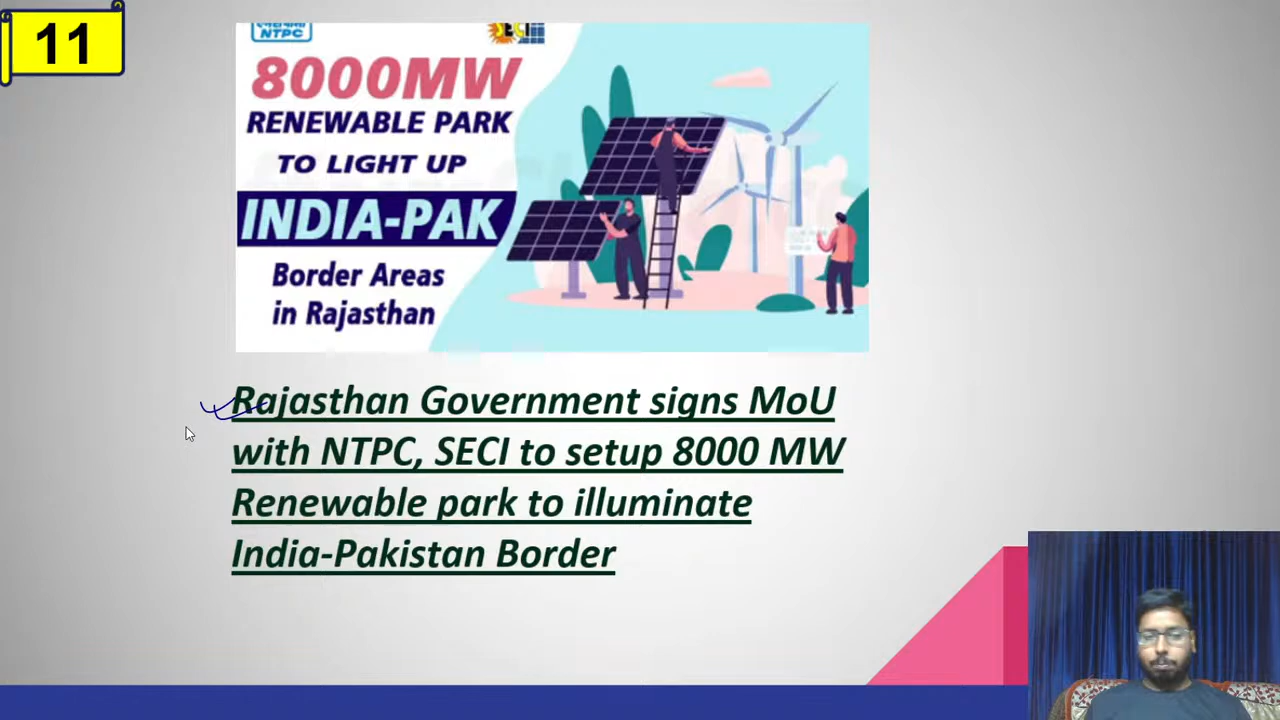 11
NTPC
SECI
8000MW
RENEWABLE PARK
TO LIGHT UP
INDIA-PAK
Border Areas
in Rajasthan
Rajasthan Government signs MoU
with NTPC, SECI to setup 8000 MW
Renewable park to illuminate
India-Pakistan Border